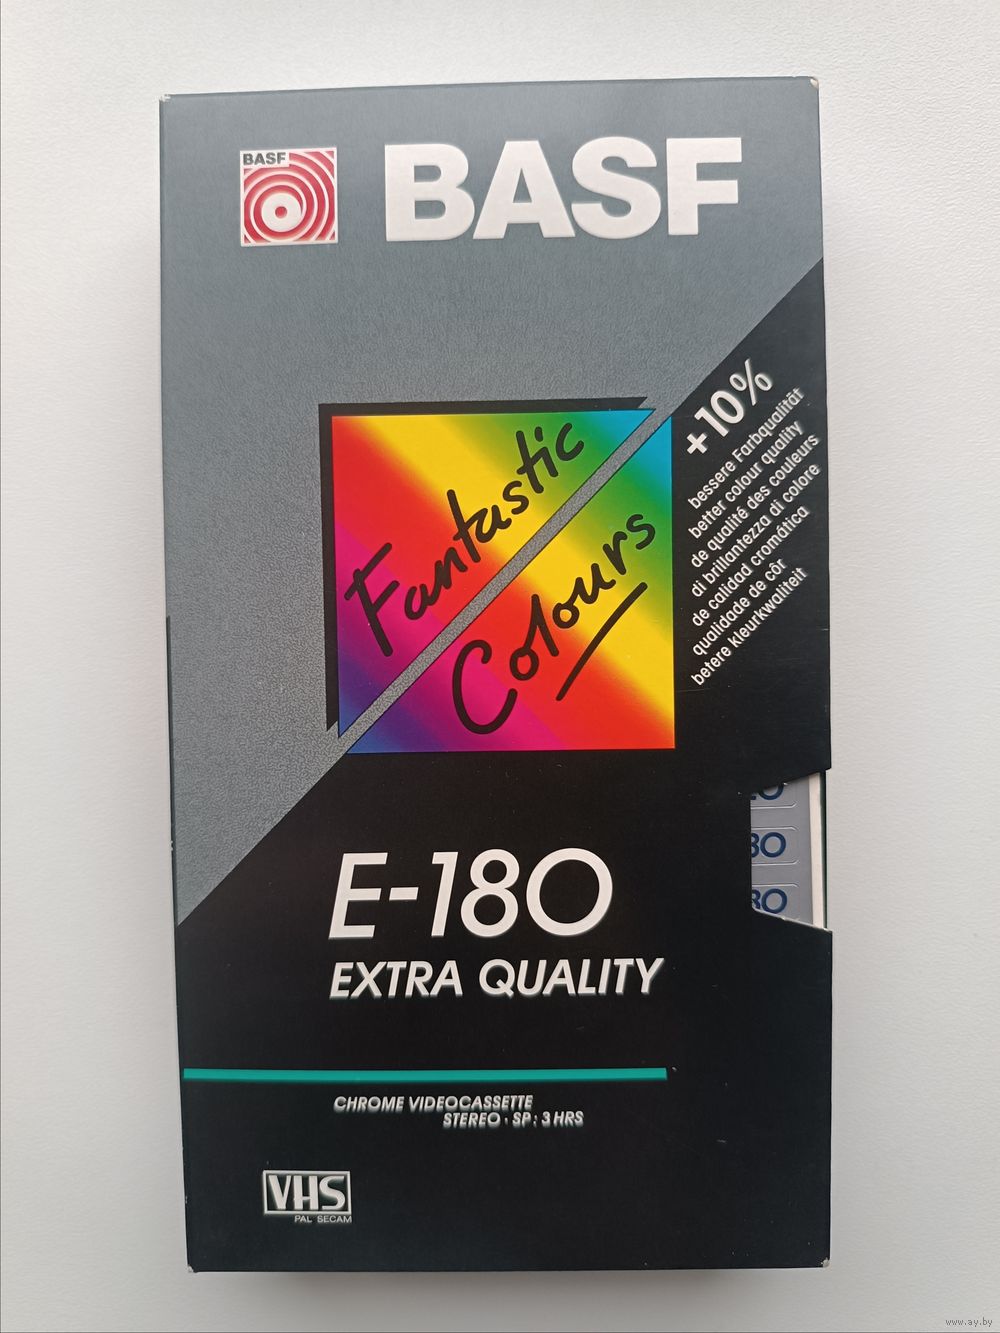 BASF
BASF
+10%
bessere Farbqualität
better colour quality
de qualité des couleurs
di brillantezza di colore
de calidad cromática
qualidade de côr
betere kleurkwaliteit
Fantastic
Colours
80
E-180
EXTRA QUALITY
CHROME VIDEOCASSETTE
STEREO · SP: 3 HRS
VHS
PAL SECAM
www.ay.by